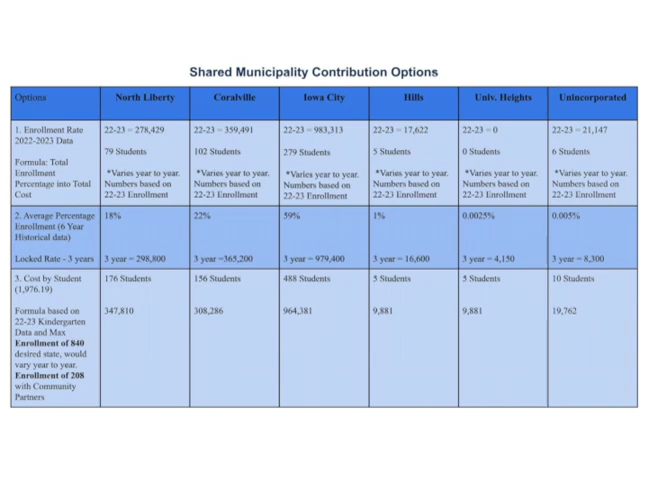 Shared Municipality Contribution Options
Options North Liberty Coralville Iowa City Hills Univ. Heights Unincorporated
1. Enrollment Rate
2022-2023 Data
Formula: Total
Enrollment
Percentage into Total
Cost
22-23 = 278,429
79 Students
*Varies year to year.
Numbers based on
22-23 Enrollment
22-23 = 359,491
102 Students
*Varies year to year.
Numbers based on
22-23 Enrollment
22-23 = 983,313
279 Students
*Varies year to year.
Numbers based on
22-23 Enrollment
22-23 = 17,622
5 Students
*Varies year to year.
Numbers based on
22-23 Enrollment
22-23 = 0
0 Students
*Varies year to year.
Numbers based on
22-23 Enrollment
22-23 = 21,147
6 Students
*Varies year to year.
Numbers based on
22-23 Enrollment
2. Average Percentage
Enrollment (6 Year
Historical data)
Locked Rate - 3 years
18%
3 year = 298,800
22%
3 year =365,200
59%
3 year = 979,400
1%
3 year = 16,600
0.0025%
3 year = 4,150
0.005%
3 year = 8,300
3. Cost by Student
(1,976.19)
Formula based on
22-23 Kindergarten
Data and Max
Enrollment of 840
desired state, would
vary year to year.
Enrollment of 208
with Community
Partners
176 Students
347,810
156 Students
308,286
488 Students
964,381
5 Students
9,881
5 Students
9,881
10 Students
19,762